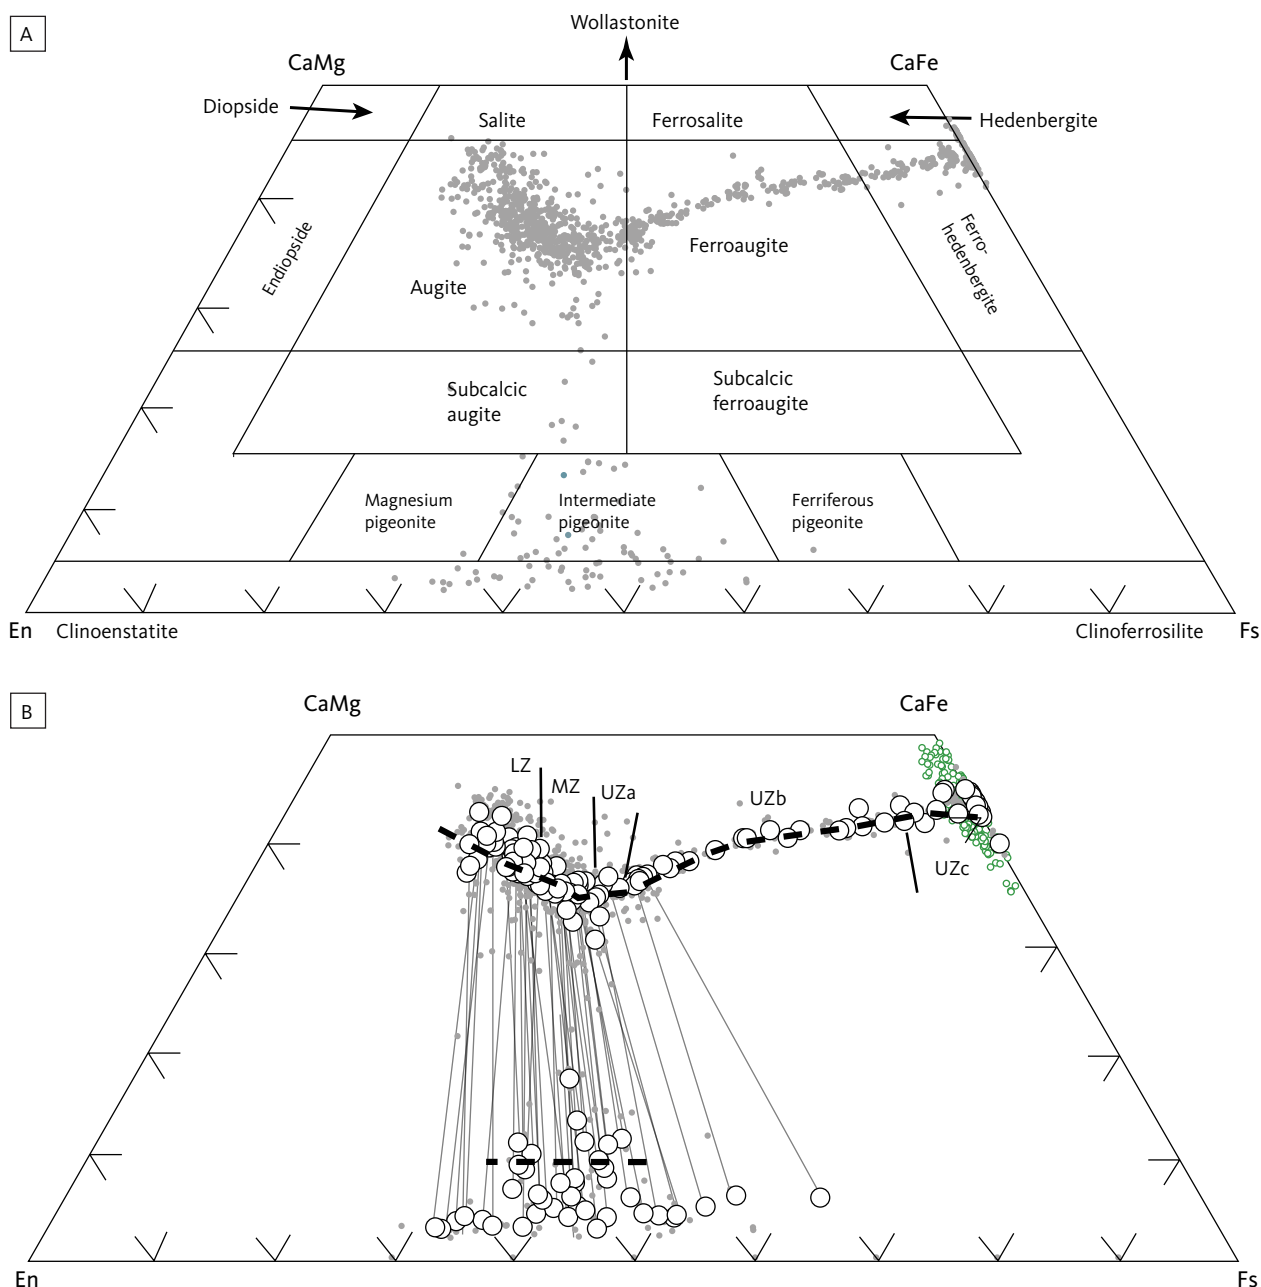 A
Wollastonite
CaMg
CaFe
Diopside
Salite
Ferrosalite
Hedenbergite
Endiopside
Augite
Ferroaugite
Ferro-
hedenbergite
Subcalcic
augite
Subcalcic
ferroaugite
Magnesium
pigeonite
Intermediate
pigeonite
Ferriferous
pigeonite
En
Clinoenstatite
Clinoferrosilite
Fs
B
CaMg
CaFe
LZ
MZ
UZa
UZb
UZc
En
Fs